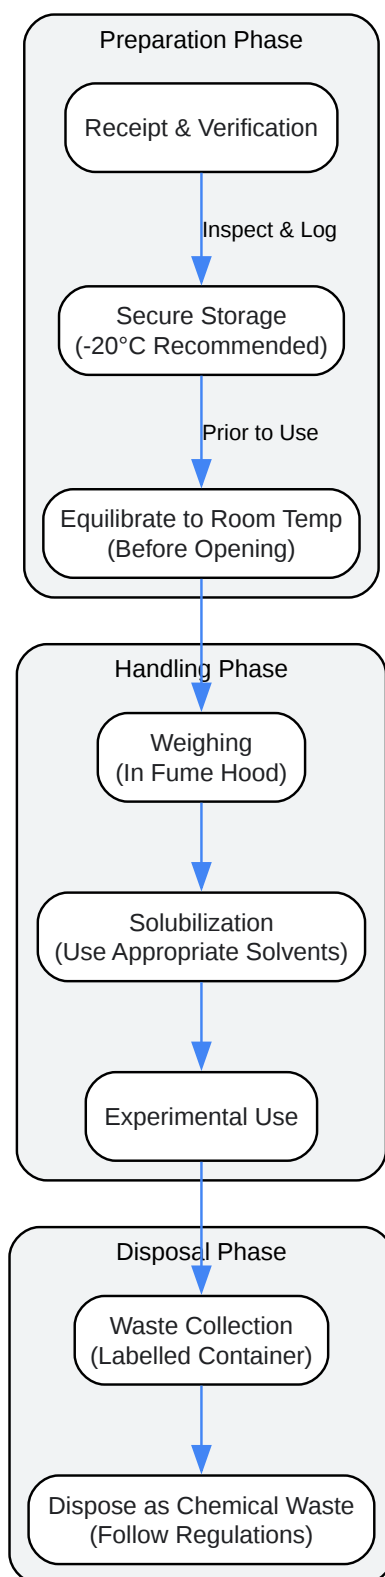 Preparation Phase
Receipt & Verification
Inspect & Log
Secure Storage
(-20°C Recommended)
Prior to Use
Equilibrate to Room Temp
(Before Opening)
Handling Phase
Weighing
(In Fume Hood)
Solubilization
(Use Appropriate Solvents)
Experimental Use
Disposal Phase
Waste Collection
(Labelled Container)
Dispose as Chemical Waste
(Follow Regulations)